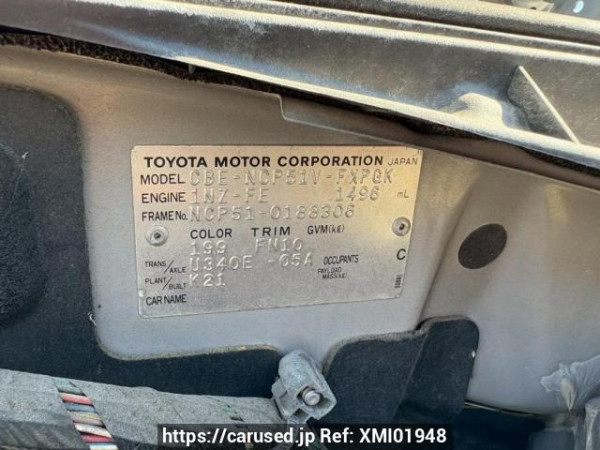 TOYOTA MOTOR CORPORATION JAPAN
MODEL CBE-NCP51V-FXPGK
ENGINE 1NZ-FE 1496 mL
FRAME No. NCP51-0188308
COLOR TRIM GVM(kg)
199 FN10 C
TRANS/AXLE U340E -05A OCCUPANTS
PLANT/BUILT K21 PAYLOAD MASS(kg)
CAR NAME
https://carused.jp Ref: XMI01948